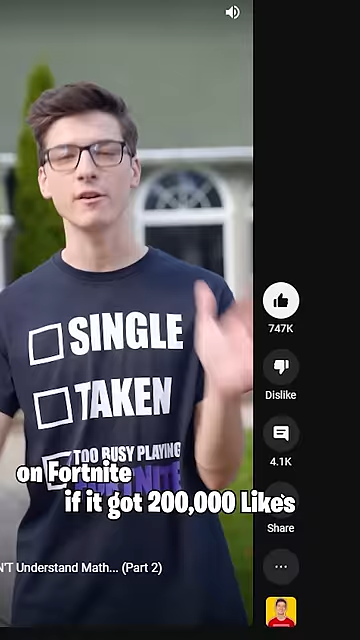 SINGLE
TAKEN
TOO BUSY PLAYING
on Fortnite
if it got 200,000 Likes
N'T Understand Math... (Part 2)
747K
Dislike
4.1K
Share